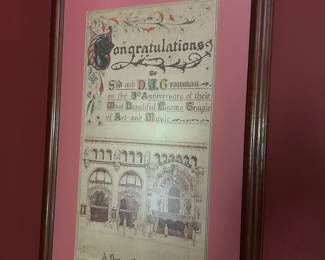 Congratulations
To
Sid and D.J. Grauman
on the 3rd Anniversary of their
Most Beautiful Cinema Temple
of Art and Music